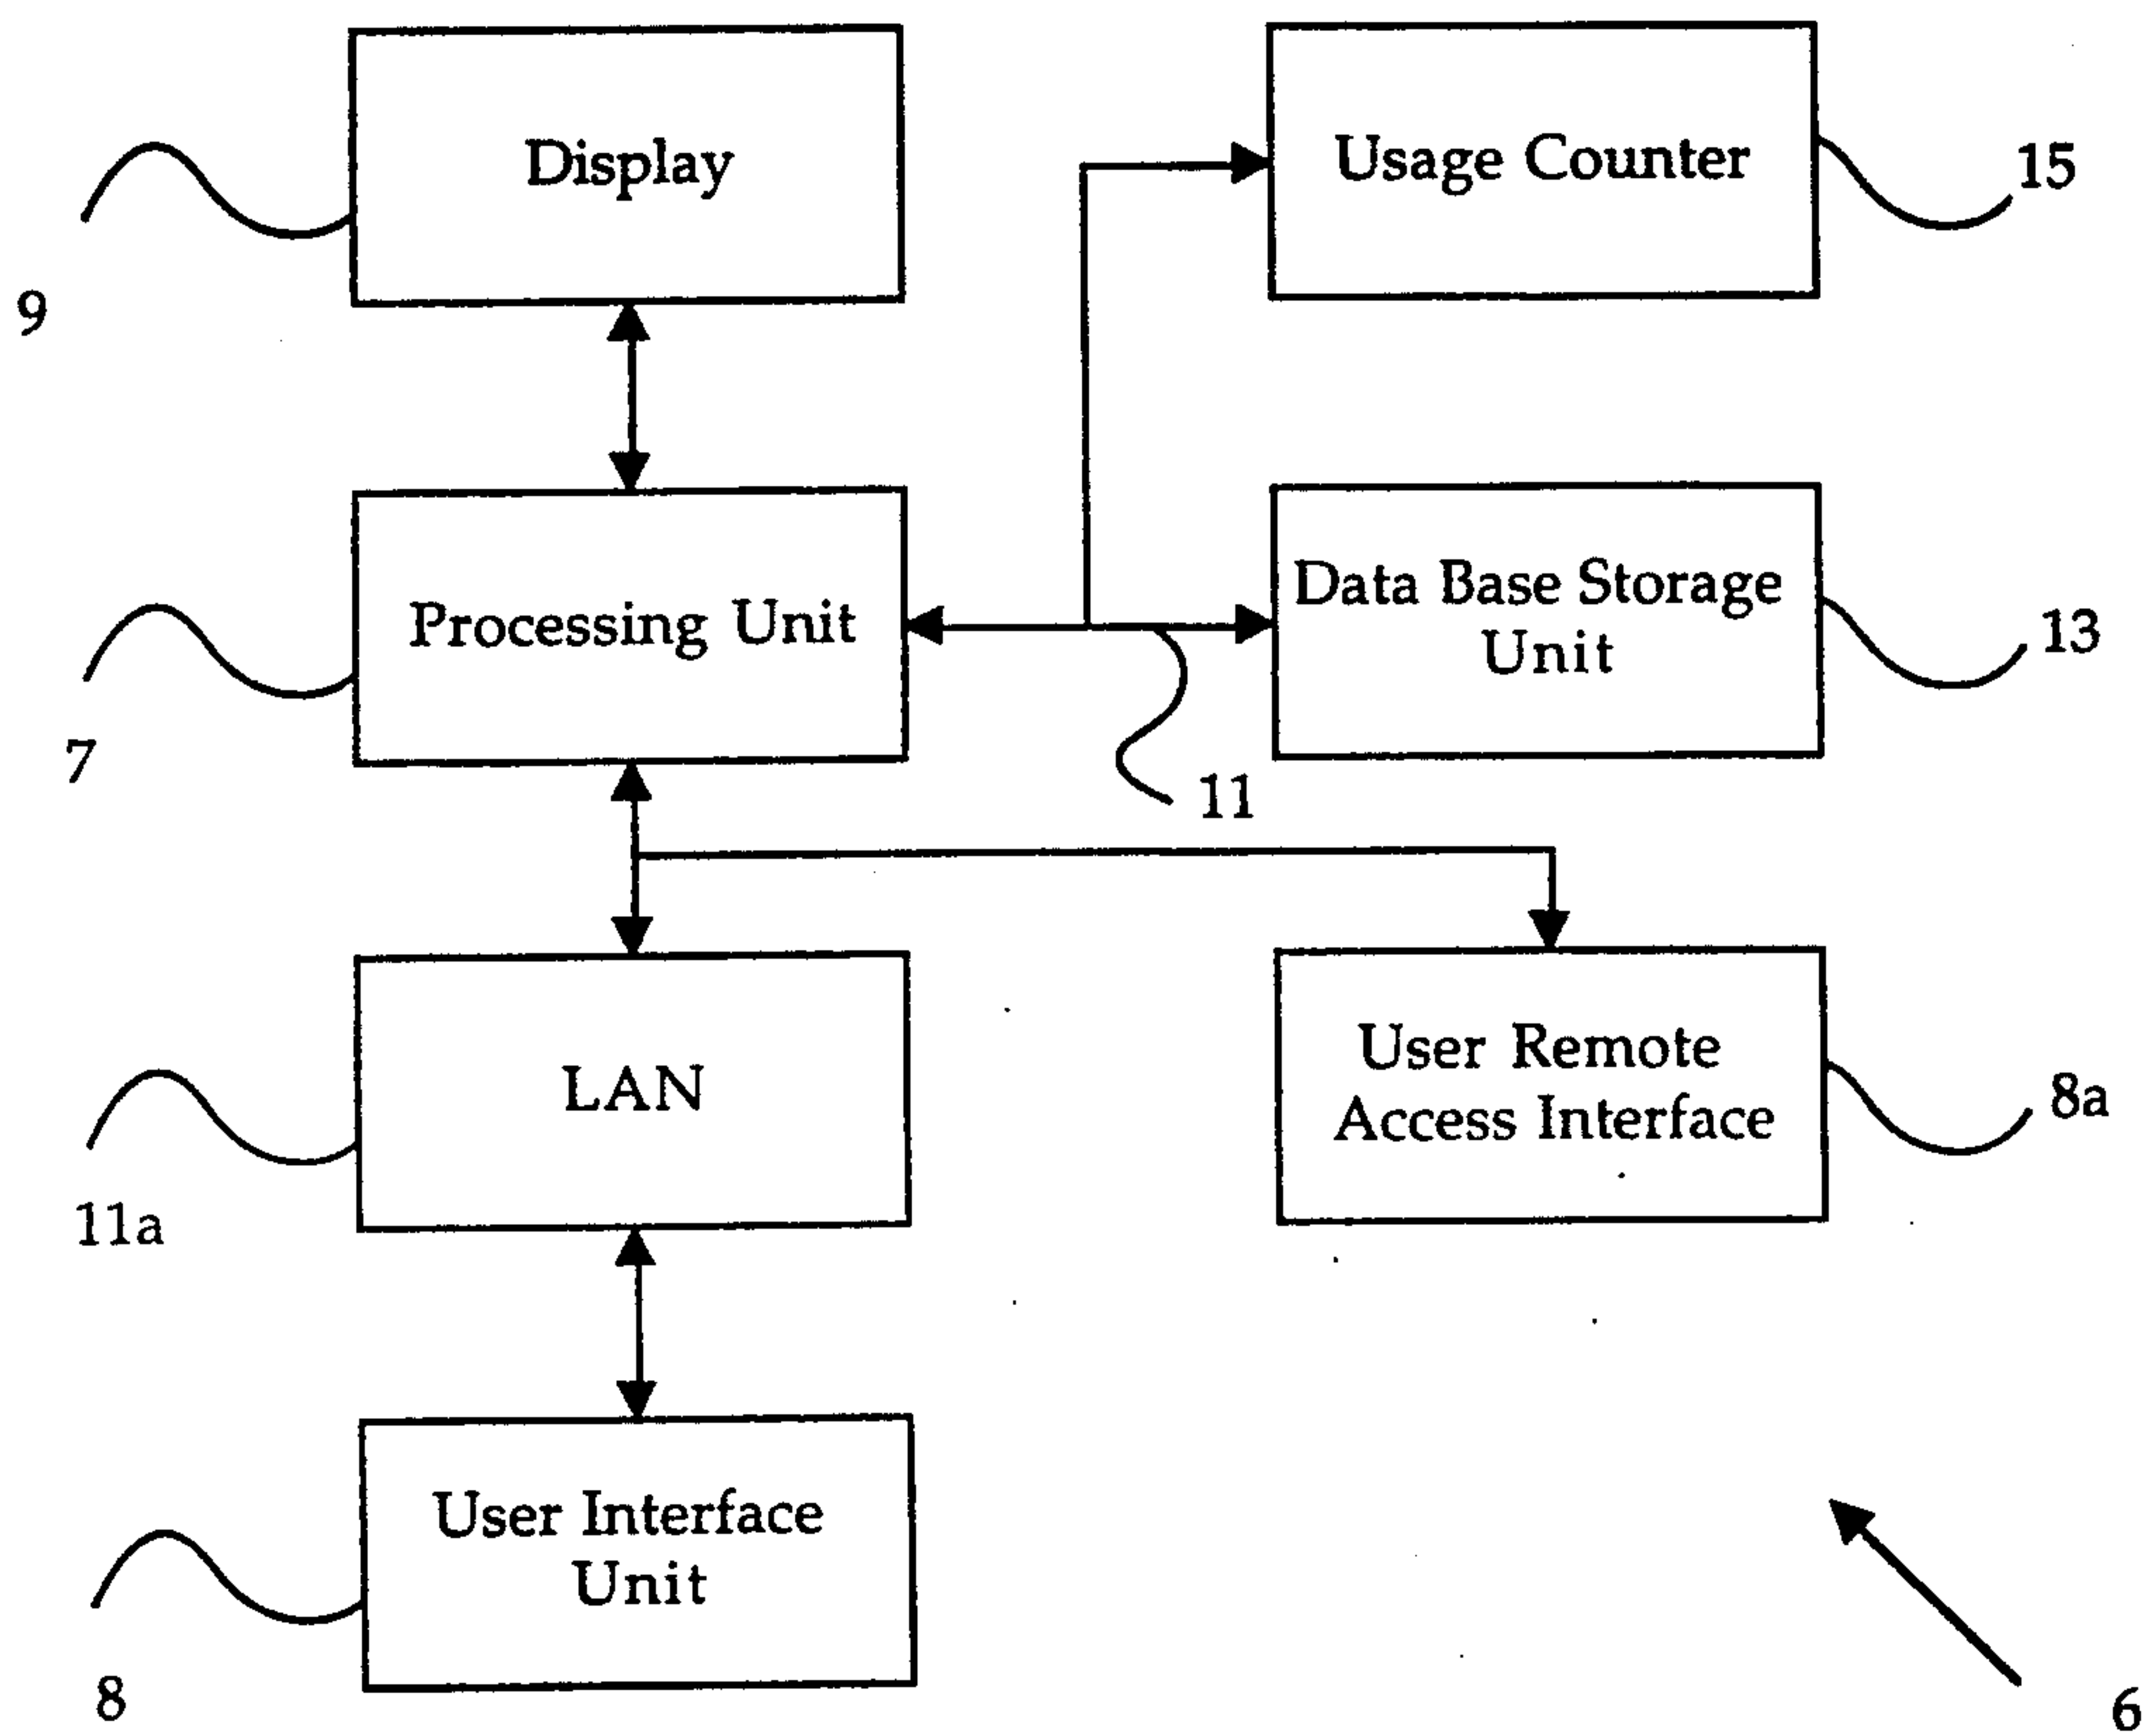 Display
Usage Counter
15
9
Processing Unit
Data Base Storage
Unit
13
7
11
LAN
User Remote
Access Interface
8a
11a
User Interface
Unit
8
6